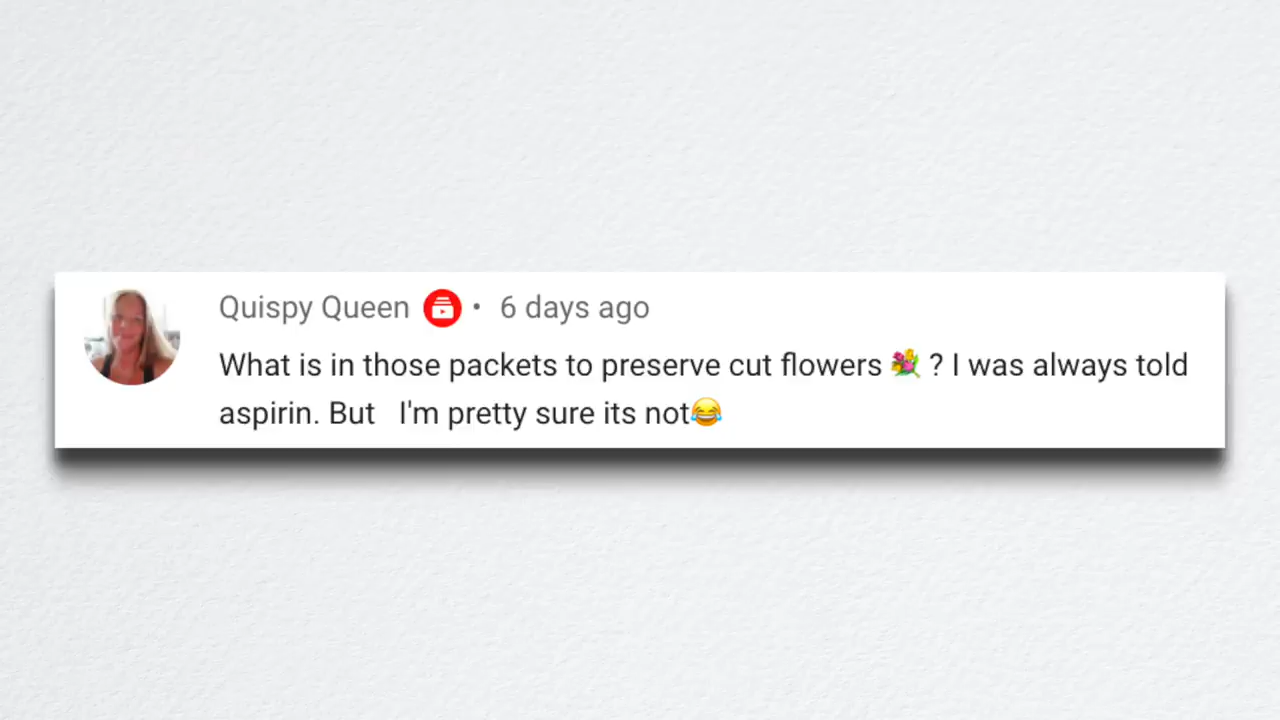 Quispy Queen • 6 days ago
What is in those packets to preserve cut flowers 💐 ? I was always told
aspirin. But   I'm pretty sure its not😂